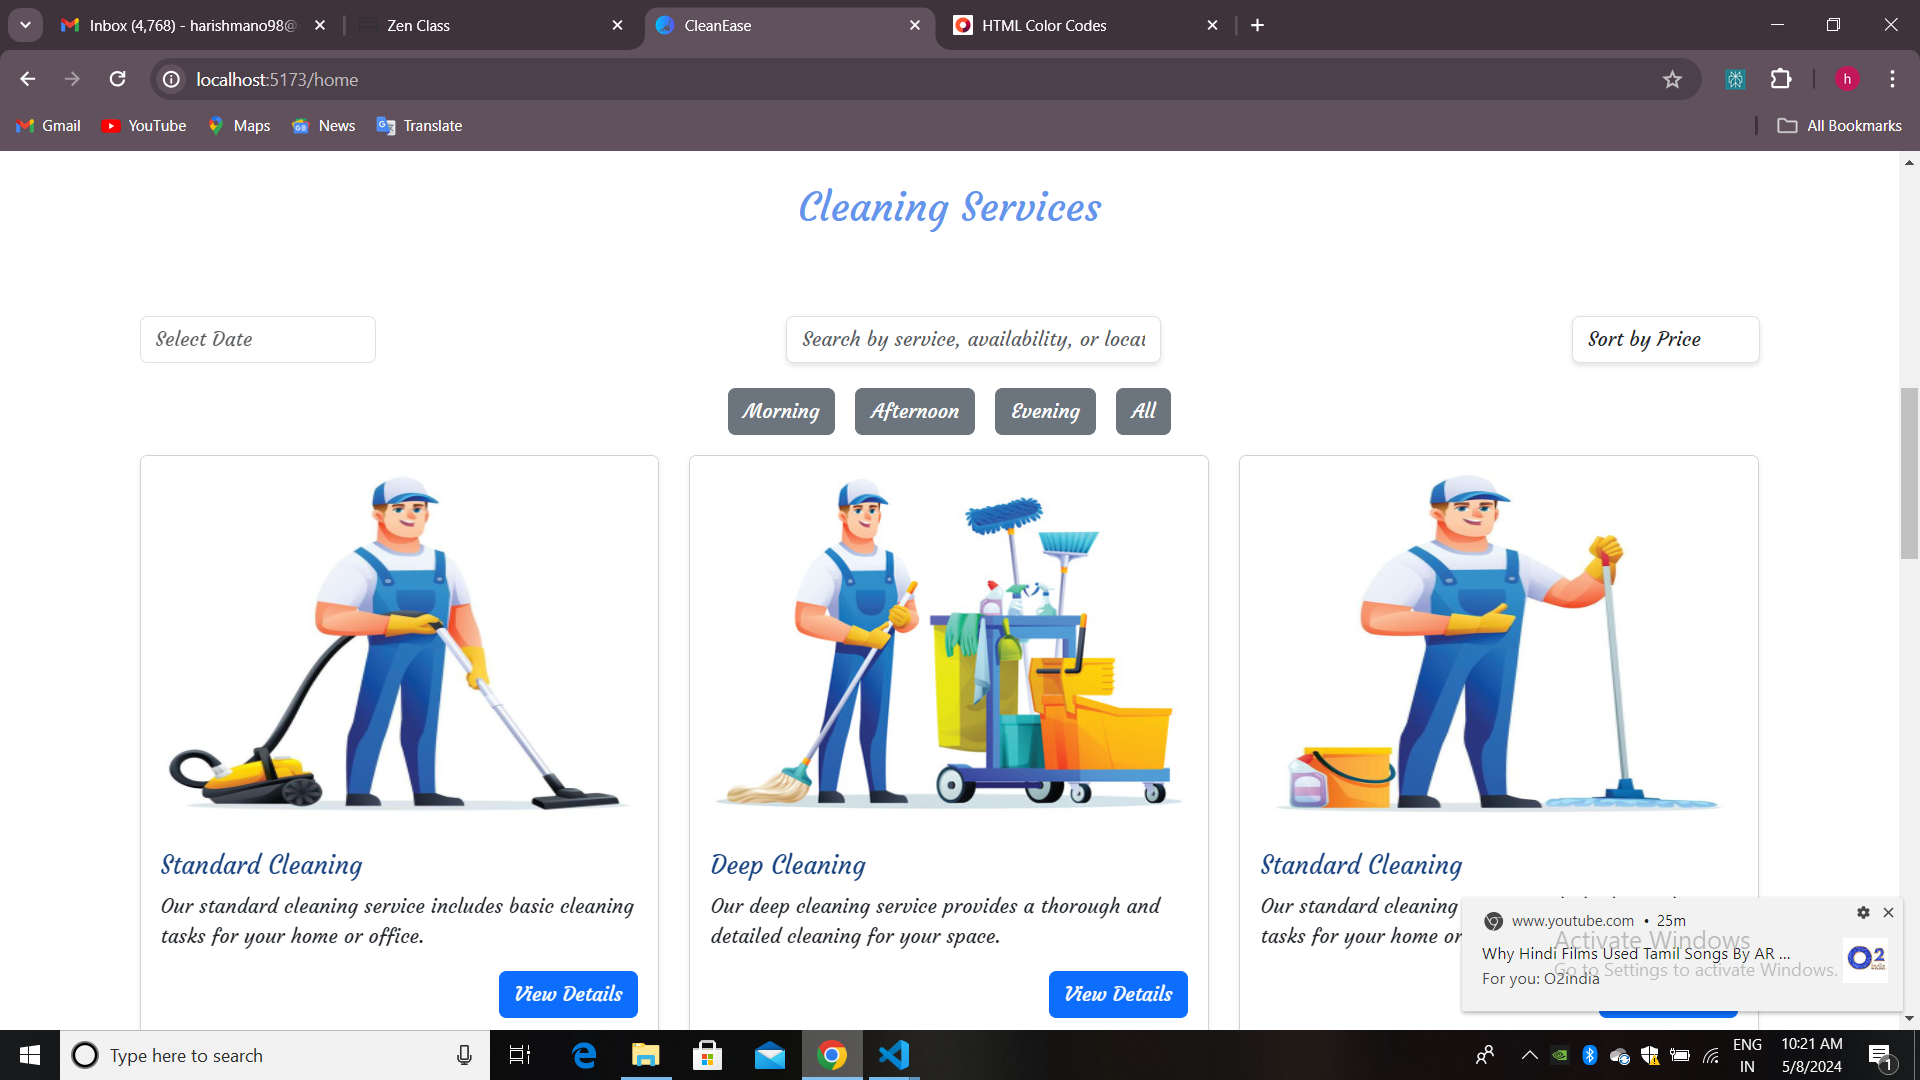 Inbox (4,768) - harishmano98@
Zen Class
CleanEase
HTML Color Codes
localhost:5173/home
h
Gmail
YouTube
Maps
News
Translate
All Bookmarks
Cleaning Services
Select Date
Search by service, availability, or locat
Sort by Price
Morning
Afternoon
Evening
All
Standard Cleaning
Our standard cleaning service includes basic cleaning
tasks for your home or office.
View Details
Deep Cleaning
Our deep cleaning service provides a thorough and
detailed cleaning for your space.
View Details
Standard Cleaning
Our standard cleaning
tasks for your home or
www.youtube.com • 25m
Why Hindi Films Used Tamil Songs By AR ...
For you: O2india
O2
Activate Windows
Go to Settings to activate Windows.
Type here to search
ENG
IN
10:21 AM
5/8/2024
1